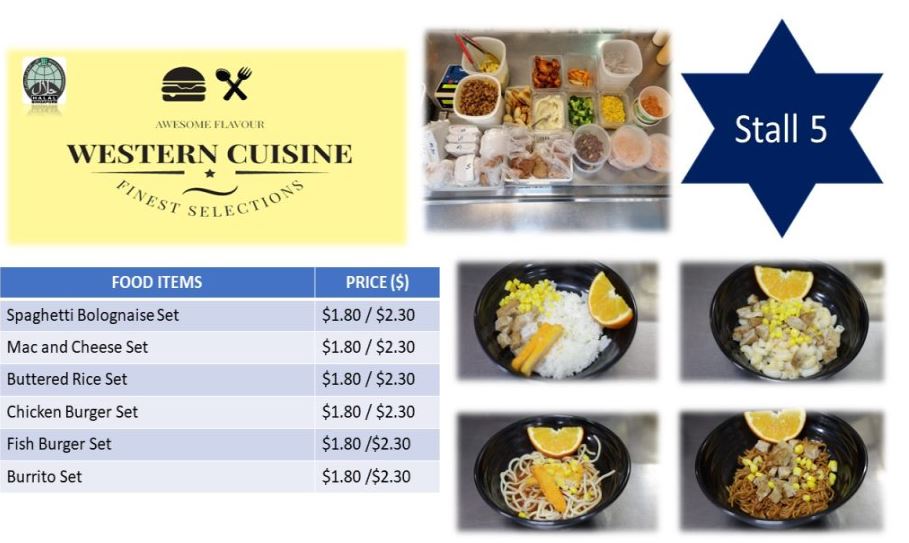 HALAL
SINGAPORE
AWESOME FLAVOUR
WESTERN CUISINE
FINEST SELECTIONS
Stall 5
FOOD ITEMS PRICE ($)
Spaghetti Bolognaise Set $1.80 / $2.30
Mac and Cheese Set $1.80 / $2.30
Buttered Rice Set $1.80 / $2.30
Chicken Burger Set $1.80 / $2.30
Fish Burger Set $1.80 /$2.30
Burrito Set $1.80 /$2.30